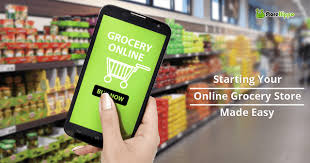 GROCERY
ONLINE
BUY NOW
Starting Your
Online Grocery Store
Made Easy